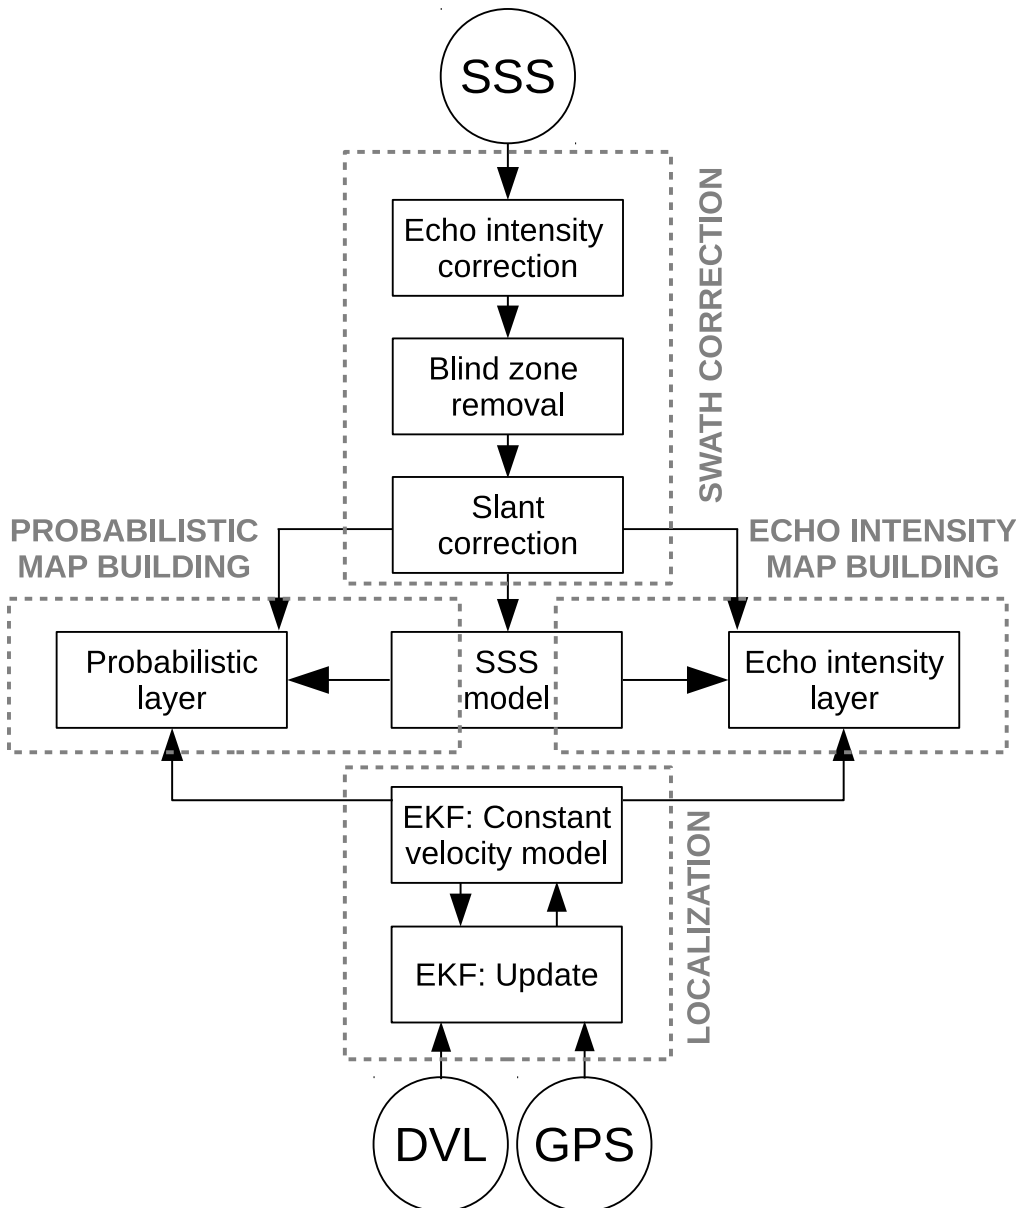 SSS
Echo intensity
correction
SWATH CORRECTION
Blind zone
removal
Slant
correction
PROBABILISTIC
MAP BUILDING
ECHO INTENSITY
MAP BUILDING
Probabilistic
layer
SSS
model
Echo intensity
layer
EKF: Constant
velocity model
LOCALIZATION
EKF: Update
DVL
GPS